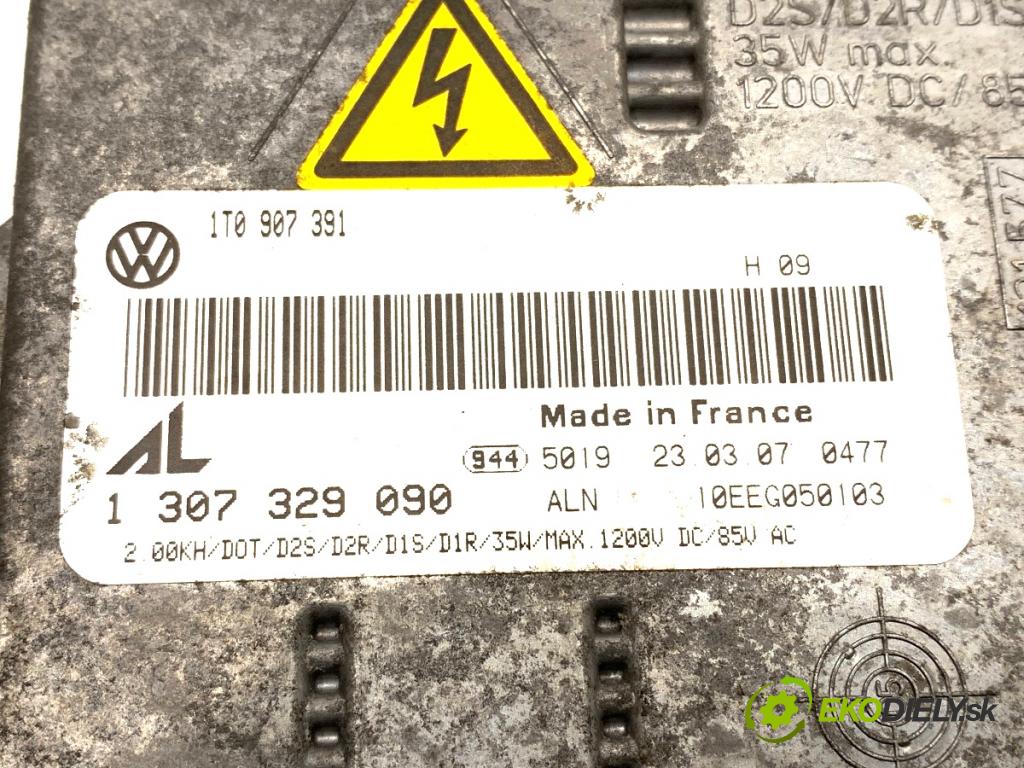 D2S/D2R/D1S
35W max.
1200V DC/85
1T0 907 391
H 09
AL
Made in France
944 5019 23.03.07 0477
1 307 329 090
ALN 10EEG050103
2.00KH/DOT/D2S/D2R/D1S/D1R/35W/MAX.1200V DC/85V AC
5
EKODIELY.sk